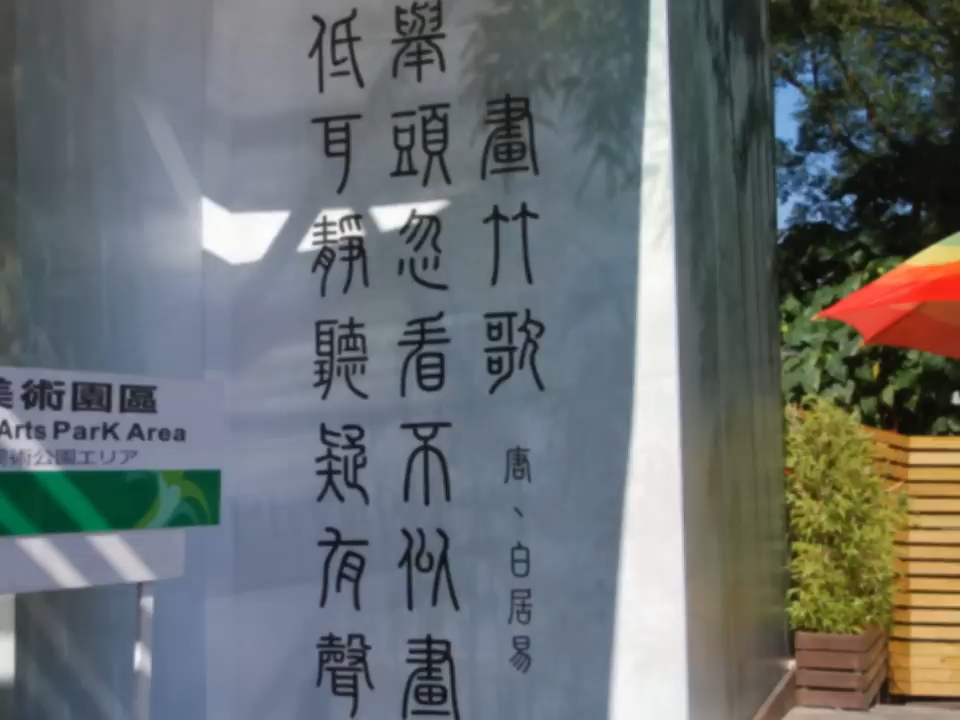 畫竹歌
唐、白居易
舉頭忽看不似畫
低耳靜聽疑有聲
美術園區
Arts ParK Area
美術公園エリア